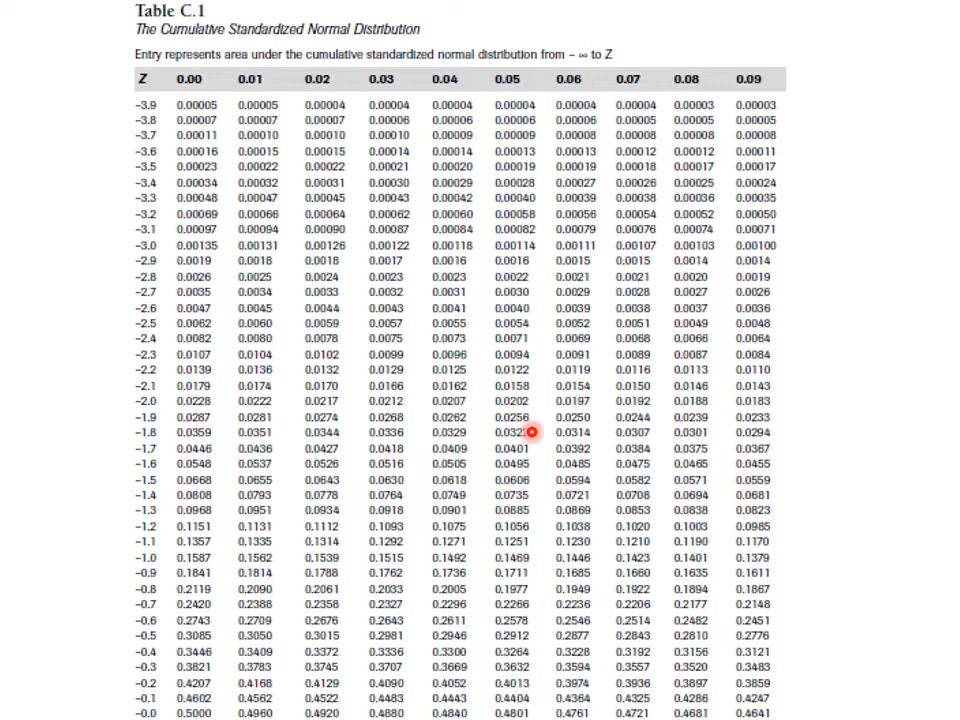 Table C.1
The Cumulative Standardized Normal Distribution
Entry represents area under the cumulative standardized normal distribution from – ∞ to Z
Z 0.00 0.01 0.02 0.03 0.04 0.05 0.06 0.07 0.08 0.09
–3.9 0.00005 0.00005 0.00004 0.00004 0.00004 0.00004 0.00004 0.00004 0.00003 0.00003
–3.8 0.00007 0.00007 0.00007 0.00006 0.00006 0.00006 0.00006 0.00005 0.00005 0.00005
–3.7 0.00011 0.00010 0.00010 0.00010 0.00009 0.00009 0.00008 0.00008 0.00008 0.00008
–3.6 0.00016 0.00015 0.00015 0.00014 0.00014 0.00013 0.00013 0.00012 0.00012 0.00011
–3.5 0.00023 0.00022 0.00022 0.00021 0.00020 0.00019 0.00019 0.00018 0.00017 0.00017
–3.4 0.00034 0.00032 0.00031 0.00030 0.00029 0.00028 0.00027 0.00026 0.00025 0.00024
–3.3 0.00048 0.00047 0.00045 0.00043 0.00042 0.00040 0.00039 0.00038 0.00036 0.00035
–3.2 0.00069 0.00066 0.00064 0.00062 0.00060 0.00058 0.00056 0.00054 0.00052 0.00050
–3.1 0.00097 0.00094 0.00090 0.00087 0.00084 0.00082 0.00079 0.00076 0.00074 0.00071
–3.0 0.00135 0.00131 0.00126 0.00122 0.00118 0.00114 0.00111 0.00107 0.00103 0.00100
–2.9 0.0019 0.0018 0.0018 0.0017 0.0016 0.0016 0.0015 0.0015 0.0014 0.0014
–2.8 0.0026 0.0025 0.0024 0.0023 0.0023 0.0022 0.0021 0.0021 0.0020 0.0019
–2.7 0.0035 0.0034 0.0033 0.0032 0.0031 0.0030 0.0029 0.0028 0.0027 0.0026
–2.6 0.0047 0.0045 0.0044 0.0043 0.0041 0.0040 0.0039 0.0038 0.0037 0.0036
–2.5 0.0062 0.0060 0.0059 0.0057 0.0055 0.0054 0.0052 0.0051 0.0049 0.0048
–2.4 0.0082 0.0080 0.0078 0.0075 0.0073 0.0071 0.0069 0.0068 0.0066 0.0064
–2.3 0.0107 0.0104 0.0102 0.0099 0.0096 0.0094 0.0091 0.0089 0.0087 0.0084
–2.2 0.0139 0.0136 0.0132 0.0129 0.0125 0.0122 0.0119 0.0116 0.0113 0.0110
–2.1 0.0179 0.0174 0.0170 0.0166 0.0162 0.0158 0.0154 0.0150 0.0146 0.0143
–2.0 0.0228 0.0222 0.0217 0.0212 0.0207 0.0202 0.0197 0.0192 0.0188 0.0183
–1.9 0.0287 0.0281 0.0274 0.0268 0.0262 0.0256 0.0250 0.0244 0.0239 0.0233
–1.8 0.0359 0.0351 0.0344 0.0336 0.0329 0.0314 0.0307 0.0301 0.0294
–1.7 0.0446 0.0436 0.0427 0.0418 0.0409 0.0401 0.0392 0.0384 0.0375 0.0367
–1.6 0.0548 0.0537 0.0526 0.0516 0.0505 0.0495 0.0485 0.0475 0.0465 0.0455
–1.5 0.0668 0.0655 0.0643 0.0630 0.0618 0.0606 0.0594 0.0582 0.0571 0.0559
–1.4 0.0808 0.0793 0.0778 0.0764 0.0749 0.0735 0.0721 0.0708 0.0694 0.0681
–1.3 0.0968 0.0951 0.0934 0.0918 0.0901 0.0885 0.0869 0.0853 0.0838 0.0823
–1.2 0.1151 0.1131 0.1112 0.1093 0.1075 0.1056 0.1038 0.1020 0.1003 0.0985
–1.1 0.1357 0.1335 0.1314 0.1292 0.1271 0.1251 0.1230 0.1210 0.1190 0.1170
–1.0 0.1587 0.1562 0.1539 0.1515 0.1492 0.1469 0.1446 0.1423 0.1401 0.1379
–0.9 0.1841 0.1814 0.1788 0.1762 0.1736 0.1711 0.1685 0.1660 0.1635 0.1611
–0.8 0.2119 0.2090 0.2061 0.2033 0.2005 0.1977 0.1949 0.1922 0.1894 0.1867
–0.7 0.2420 0.2388 0.2358 0.2327 0.2296 0.2266 0.2236 0.2206 0.2177 0.2148
–0.6 0.2743 0.2709 0.2676 0.2643 0.2611 0.2578 0.2546 0.2514 0.2482 0.2451
–0.5 0.3085 0.3050 0.3015 0.2981 0.2946 0.2912 0.2877 0.2843 0.2810 0.2776
–0.4 0.3446 0.3409 0.3372 0.3336 0.3300 0.3264 0.3228 0.3192 0.3156 0.3121
–0.3 0.3821 0.3783 0.3745 0.3707 0.3669 0.3632 0.3594 0.3557 0.3520 0.3483
–0.2 0.4207 0.4168 0.4129 0.4090 0.4052 0.4013 0.3974 0.3936 0.3897 0.3859
–0.1 0.4602 0.4562 0.4522 0.4483 0.4443 0.4404 0.4364 0.4325 0.4286 0.4247
–0.0 0.5000 0.4960 0.4920 0.4880 0.4840 0.4801 0.4761 0.4721 0.4681 0.4641